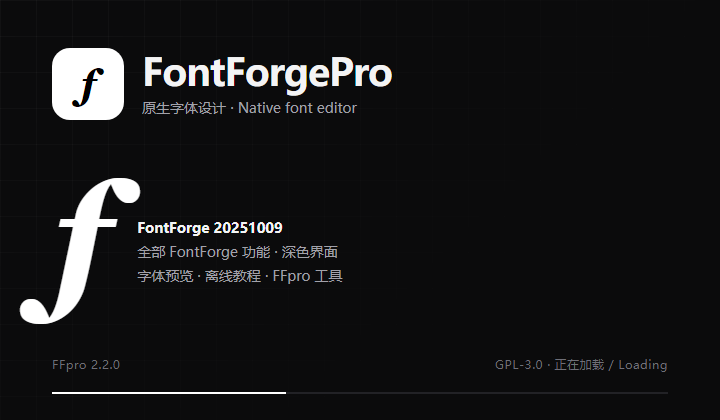 f
FontForgePro
原生字体设计 · Native font editor
f
FontForge 20251009
全部 FontForge 功能 · 深色界面
字体预览 · 离线教程 · FFpro 工具
FFpro 2.2.0
GPL-3.0 · 正在加载 / Loading